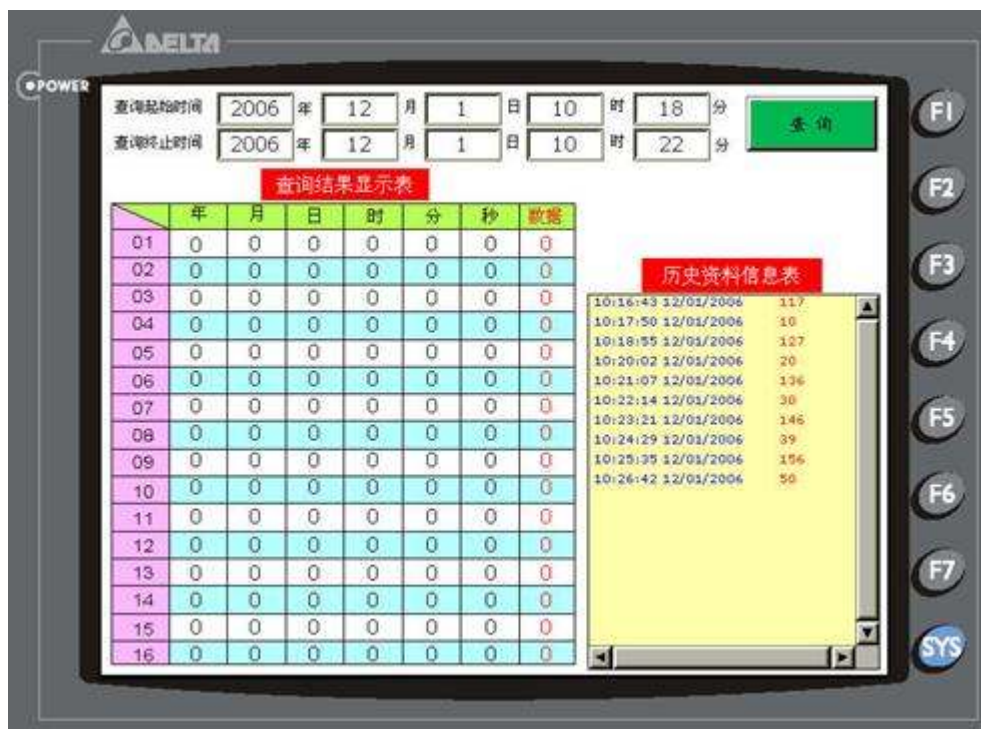 DELTA
POWER
查询起始时间 2006 年 12 月 1 日 10 时 18 分
查询终止时间 2006 年 12 月 1 日 10 时 22 分
查询
查询结果显示表
年 月 日 时 分 秒 数据
01 0 0 0 0 0 0 0
02 0 0 0 0 0 0 0
03 0 0 0 0 0 0 0
04 0 0 0 0 0 0 0
05 0 0 0 0 0 0 0
06 0 0 0 0 0 0 0
07 0 0 0 0 0 0 0
08 0 0 0 0 0 0 0
09 0 0 0 0 0 0 0
10 0 0 0 0 0 0 0
11 0 0 0 0 0 0 0
12 0 0 0 0 0 0 0
13 0 0 0 0 0 0 0
14 0 0 0 0 0 0 0
15 0 0 0 0 0 0 0
16 0 0 0 0 0 0 0
历史资料信息表
10:16:43 12/01/2006 117
10:17:50 12/01/2006 10
10:18:55 12/01/2006 127
10:20:02 12/01/2006 20
10:21:07 12/01/2006 136
10:22:14 12/01/2006 30
10:23:21 12/01/2006 146
10:24:29 12/01/2006 39
10:25:35 12/01/2006 156
10:26:42 12/01/2006 50
F1
F2
F3
F4
F5
F6
F7
SYS